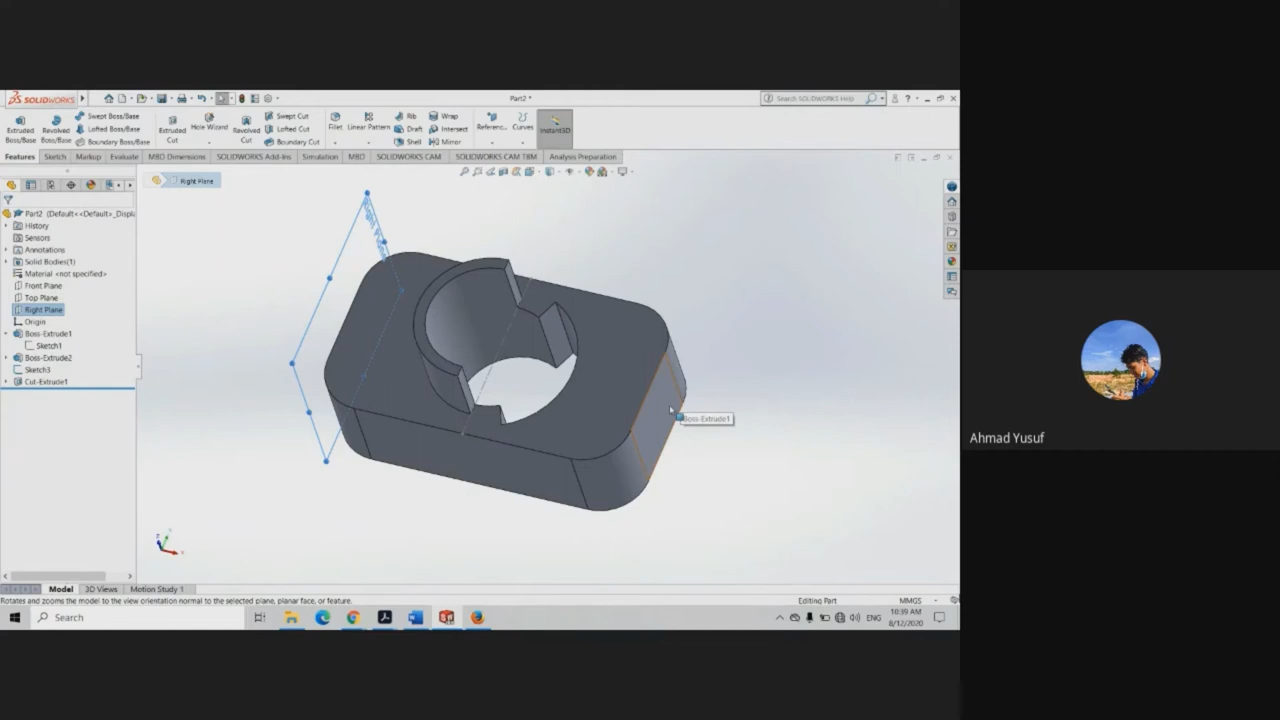 SOLIDWORKS
Part2 *
Search SOLIDWORKS Help
Extruded Boss/Base
Revolved Boss/Base
Swept Boss/Base
Lofted Boss/Base
Boundary Boss/Base
Extruded Cut
Hole Wizard
Revolved Cut
Swept Cut
Lofted Cut
Boundary Cut
Fillet
Linear Pattern
Rib
Draft
Shell
Wrap
Intersect
Mirror
Referenc...
Curves
Instant3D
Features
Sketch
Markup
Evaluate
MBD Dimensions
SOLIDWORKS Add-Ins
Simulation
MBD
SOLIDWORKS CAM
SOLIDWORKS CAM TBM
Analysis Preparation
Right Plane
Part2 (Default<<Default>_Displa
History
Sensors
Annotations
Solid Bodies(1)
Material <not specified>
Front Plane
Top Plane
Right Plane
Origin
Boss-Extrude1
Sketch1
Boss-Extrude2
Sketch3
Cut-Extrude1
Boss-Extrude1
Ahmad Yusuf
Model
3D Views
Motion Study 1
Rotates and zooms the model to the view orientation normal to the selected plane, planar face, or feature.
Editing Part
MMGS
Search
ENG
10:39 AM
8/12/2020